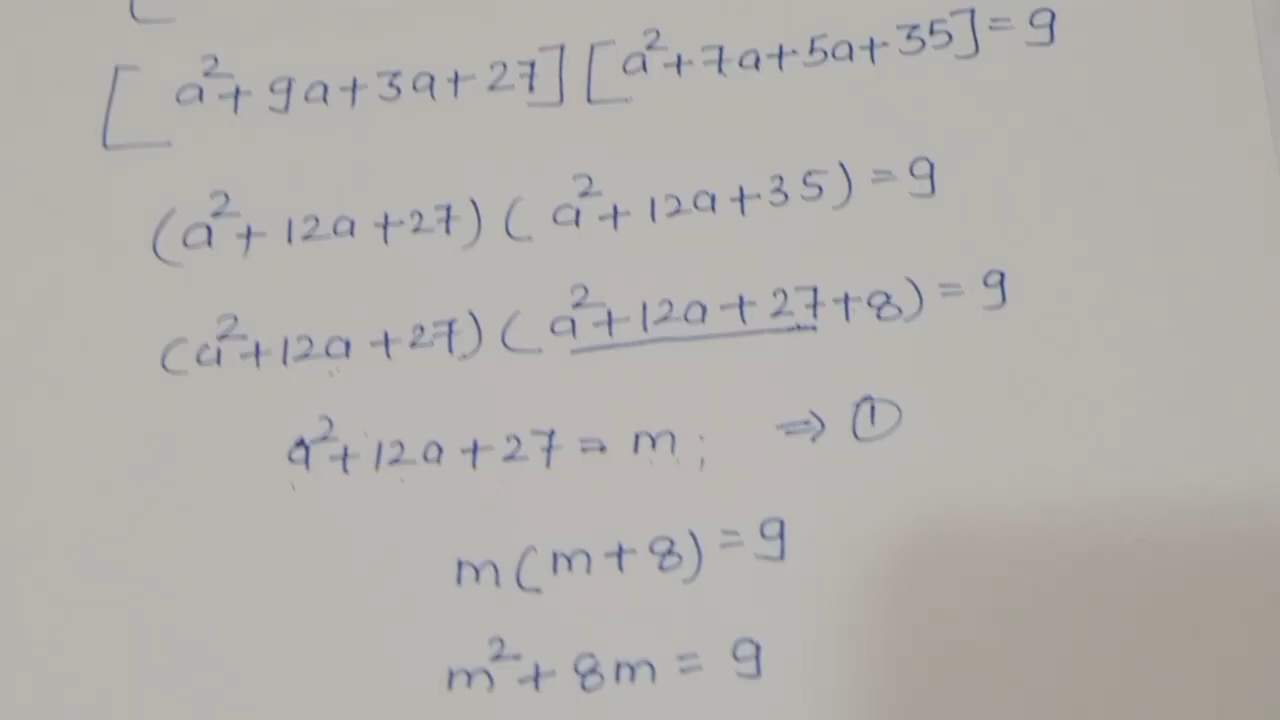 [a²+9a+3a+27][a²+7a+5a+35]=9
(a²+12a+27)(a²+12a+35)=9
(a²+12a+27)(a²+12a+27+8)=9
a²+12a+27=m; ⇒ ①
m(m+8)=9
m²+8m=9